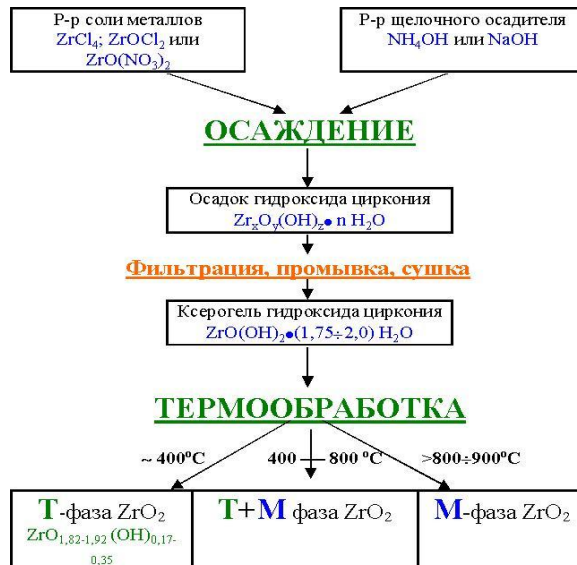 Р-р соли металлов
ZrCl₄; ZrOCl₂ или
ZrO(NO₃)₂
Р-р щелочного осадителя
NH₄OH или NaOH
ОСАЖДЕНИЕ
Осадок гидроксида циркония
ZrₓOᵧ(OH)z• n H₂O
Фильтрация, промывка, сушка
Ксерогель гидроксида циркония
ZrO(OH)₂•(1,75÷2,0) H₂O
ТЕРМООБРАБОТКА
~ 400°C
400 800 °C
>800÷900°C
Т-фаза ZrO₂
ZrO₁,₈₂₋₁,₉₂ (OH)₀,₁₇₋
₀,₃₅
Т+М фаза ZrO₂
М-фаза ZrO₂